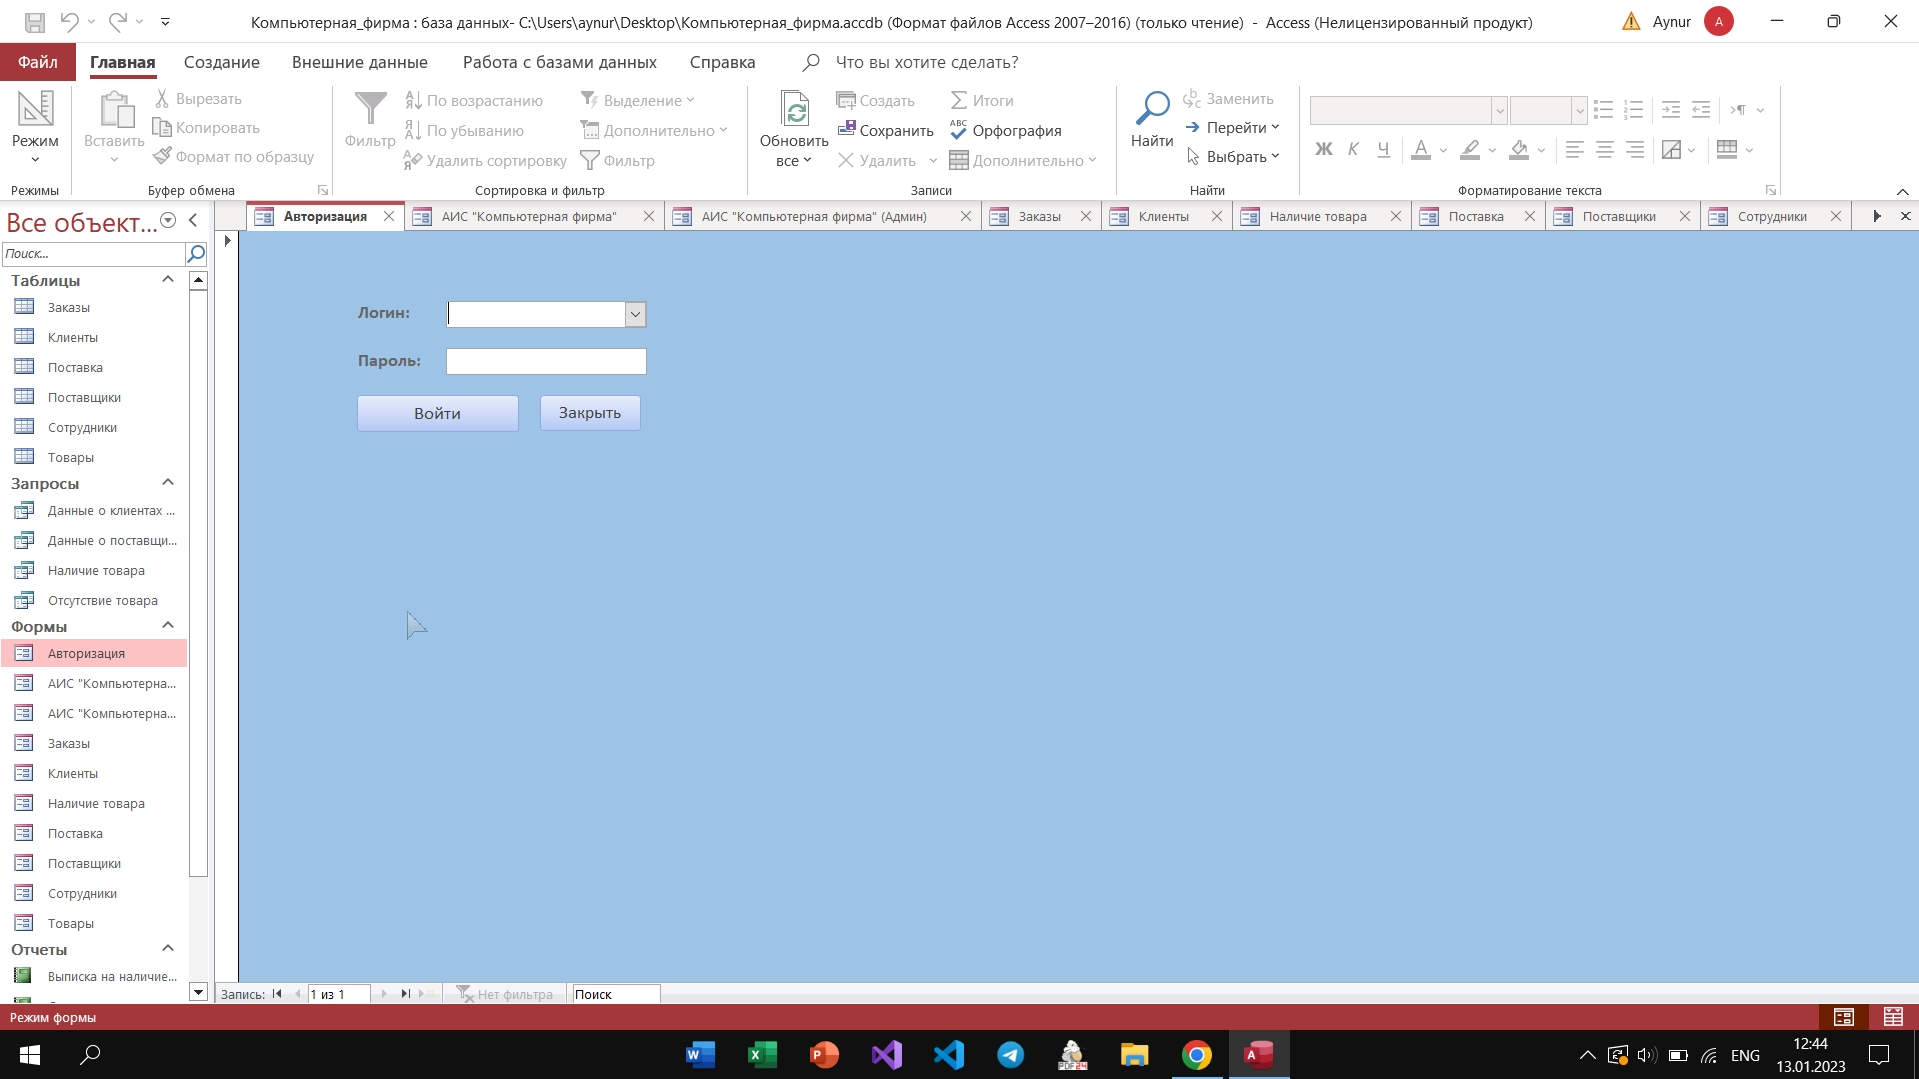 Компьютерная_фирма : база данных- C:\Users\aynur\Desktop\Компьютерная_фирма.accdb (Формат файлов Access 2007–2016) (только чтение) - Access (Нелицензированный продукт)
Aynur
A
Файл
Главная
Создание
Внешние данные
Работа с базами данных
Справка
Что вы хотите сделать?
Режим
Режимы
Вставить
Вырезать
Копировать
Формат по образцу
Буфер обмена
Фильтр
По возрастанию
По убыванию
Удалить сортировку
Выделение
Дополнительно
Фильтр
Сортировка и фильтр
Обновить
все
Создать
Сохранить
Удалить
Итоги
Орфография
Дополнительно
Записи
Найти
Заменить
Перейти
Выбрать
Найти
Ж
К
Ч
Форматирование текста
Все объект...
Поиск...
Таблицы
Заказы
Клиенты
Поставка
Поставщики
Сотрудники
Товары
Запросы
Данные о клиентах ...
Данные о поставщи...
Наличие товара
Отсутствие товара
Формы
Авторизация
АИС "Компьютерна...
АИС "Компьютерна...
Заказы
Клиенты
Наличие товара
Поставка
Поставщики
Сотрудники
Товары
Отчеты
Выписка на наличие...
Авторизация
АИС "Компьютерная фирма"
АИС "Компьютерная фирма" (Админ)
Заказы
Клиенты
Наличие товара
Поставка
Поставщики
Сотрудники
Логин:
Пароль:
Войти
Закрыть
Запись:
1 из 1
Нет фильтра
Поиск
Режим формы
ENG
12:44
13.01.2023